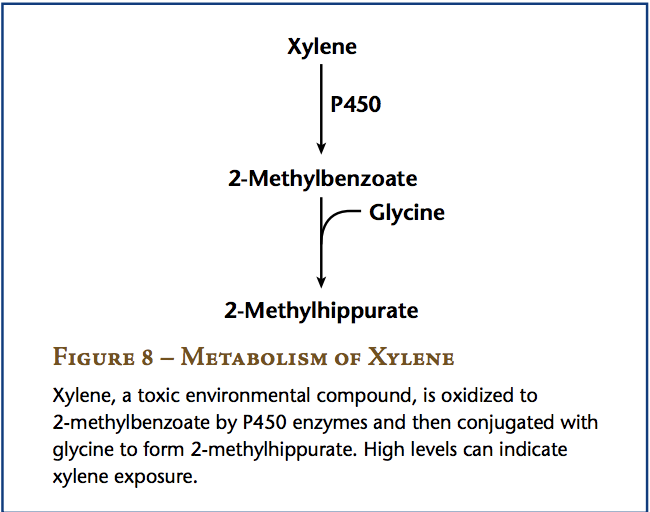 Xylene
P450
2-Methylbenzoate
Glycine
2-Methylhippurate
Figure 8 – Metabolism of Xylene
Xylene, a toxic environmental compound, is oxidized to
2-methylbenzoate by P450 enzymes and then conjugated with
glycine to form 2-methylhippurate. High levels can indicate
xylene exposure.